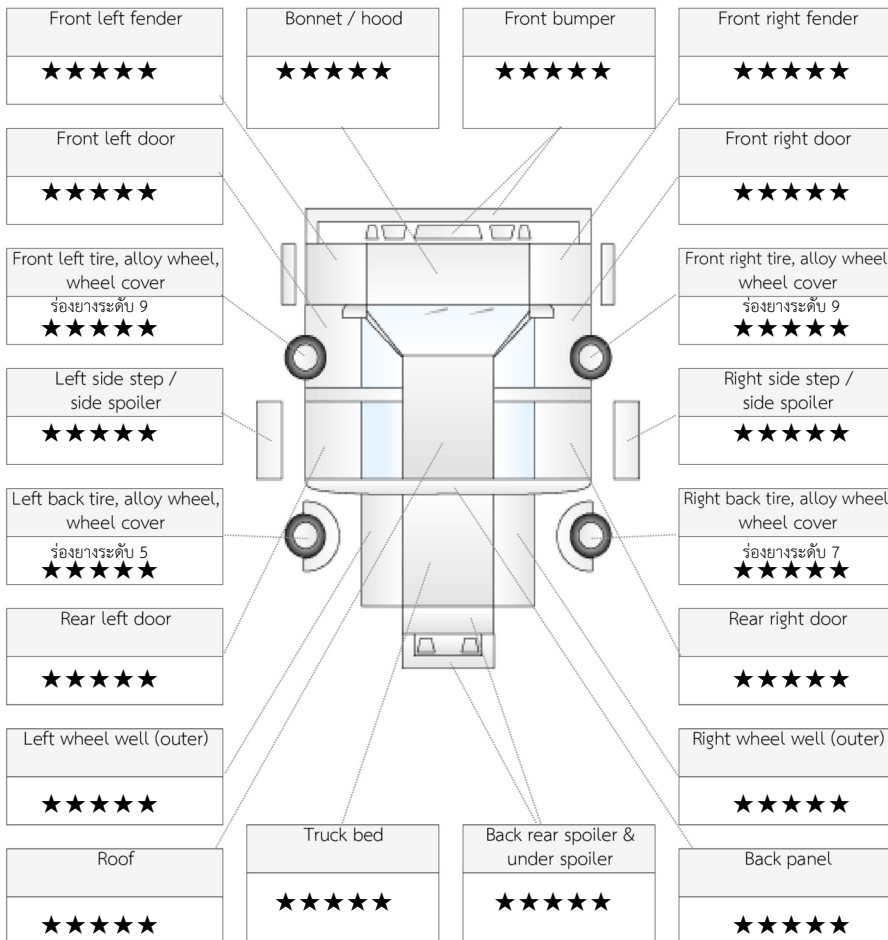 Front left fender
★★★★★
Bonnet / hood
★★★★★
Front bumper
★★★★★
Front right fender
★★★★★
Front left door
★★★★★
Front right door
★★★★★
Front left tire, alloy wheel,
wheel cover
ร่องยางระดับ 9
★★★★★
Front right tire, alloy wheel
wheel cover
ร่องยางระดับ 9
★★★★★
Left side step /
side spoiler
★★★★★
Right side step /
side spoiler
★★★★★
Left back tire, alloy wheel,
wheel cover
ร่องยางระดับ 5
★★★★★
Right back tire, alloy wheel
wheel cover
ร่องยางระดับ 7
★★★★★
Rear left door
★★★★★
Rear right door
★★★★★
Left wheel well (outer)
★★★★★
Right wheel well (outer)
★★★★★
Roof
★★★★★
Truck bed
★★★★★
Back rear spoiler &
under spoiler
★★★★★
Back panel
★★★★★